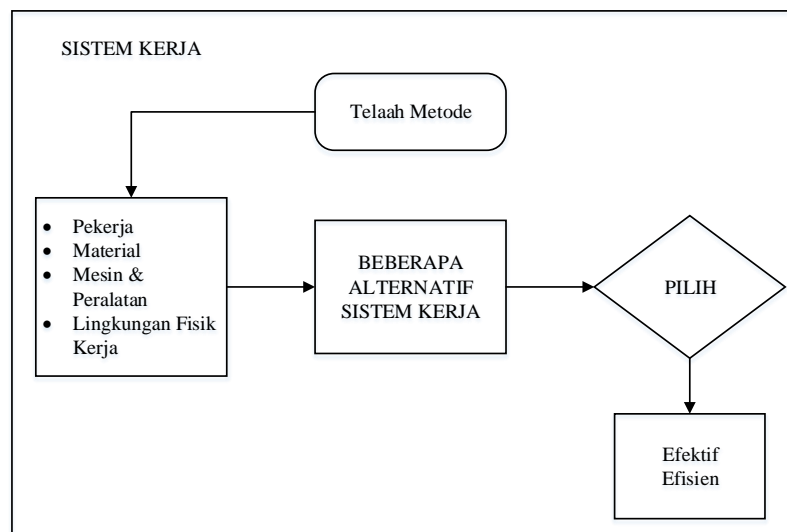 SISTEM KERJA
Telaah Metode
• Pekerja
• Material
• Mesin &
Peralatan
• Lingkungan Fisik
Kerja
BEBERAPA
ALTERNATIF
SISTEM KERJA
PILIH
Efektif
Efisien